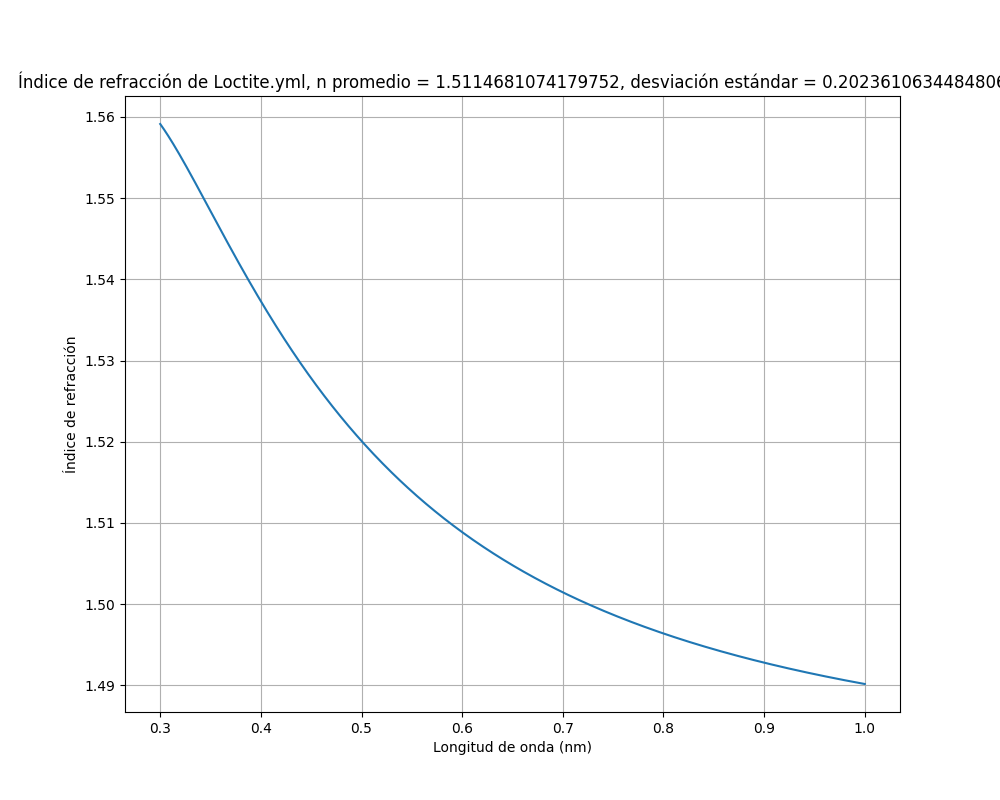 Índice de refracción de Loctite.yml, n promedio = 1.5114681074179752, desviación estándar = 0.2023610634484806
1.56
1.55
1.54
1.53
1.52
1.51
1.50
1.49
Índice de refracción
0.3 0.4 0.5 0.6 0.7 0.8 0.9 1.0
Longitud de onda (nm)